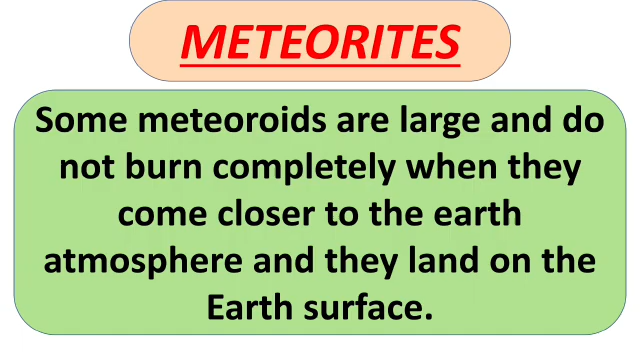 METEORITES
Some meteoroids are large and do
not burn completely when they
come closer to the earth
atmosphere and they land on the
Earth surface.